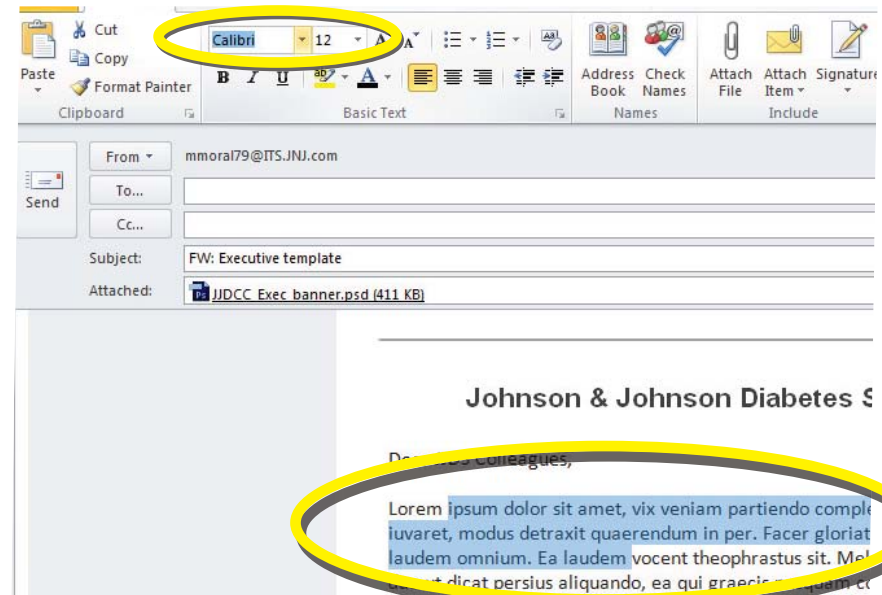 Cut
Copy
Paste
Format Painter
Clipboard
Calibri 12
B I U
Basic Text
Address Book
Check Names
Names
Attach File
Attach Item
Signature
Include
Send
From mmoral79@ITS.JNJ.com
To...
Cc...
Subject: FW: Executive template
Attached: JJDCC_Exec_banner.psd (411 KB)
Johnson & Johnson Diabetes S
Colleagues,
Lorem ipsum dolor sit amet, vix veniam partiendo comple
iuvaret, modus detraxit quaerendum in per. Facer gloriat
laudem omnium. Ea laudem vocent theophrastus sit. Mel
dicat persius aliquando, ea qui graecis